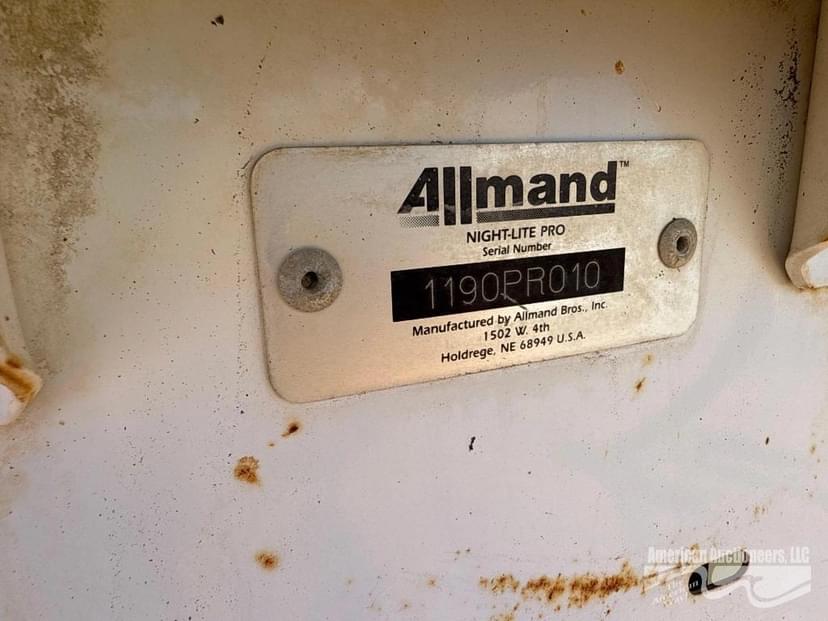 Allmand™
NIGHT-LITE PRO
Serial Number
1190PRO10
Manufactured by Allmand Bros., Inc.
1502 W. 4th
Holdrege, NE 68949 U.S.A.
American Auctioneers, LLC